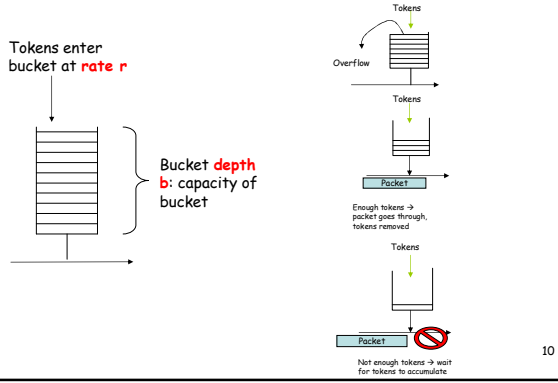 Tokens enter
bucket at rate r
Bucket depth
b: capacity of
bucket
Tokens
Overflow
Tokens
Packet
Enough tokens →
packet goes through,
tokens removed
Tokens
Packet
Not enough tokens → wait
for tokens to accumulate
10